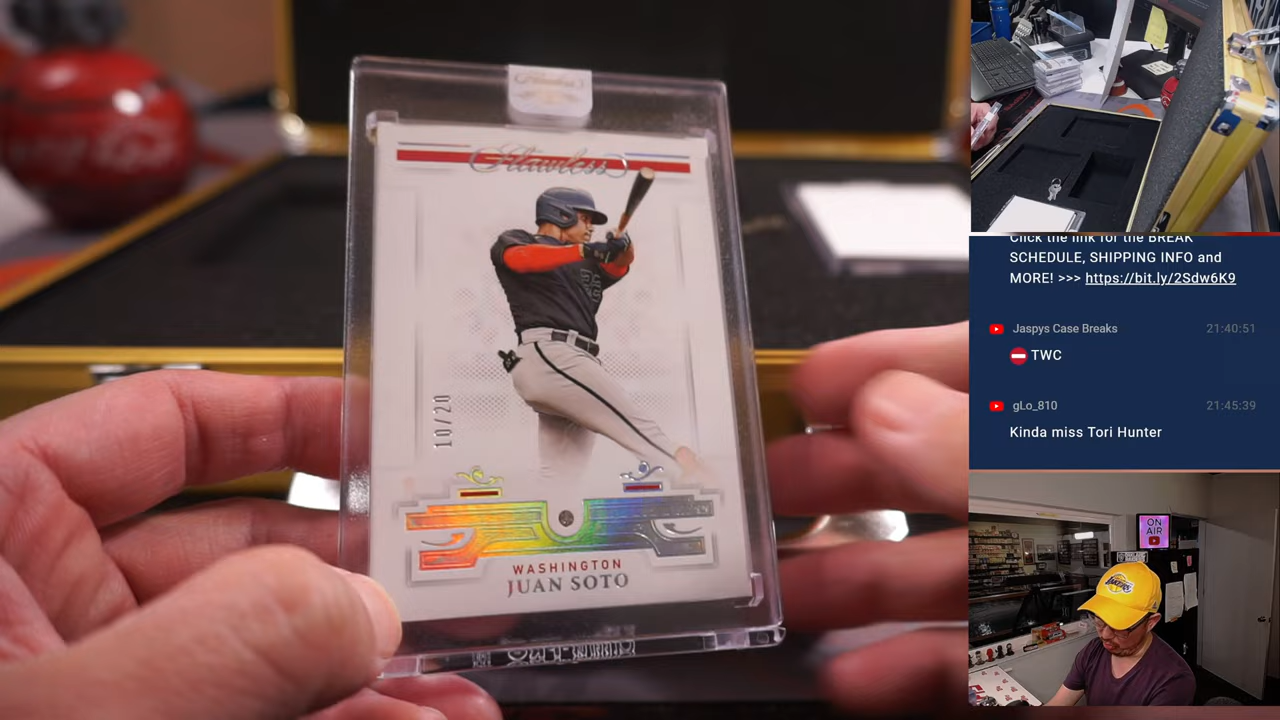 Flawless
10/20
WASHINGTON
JUAN SOTO
Click the link for the BREAK
SCHEDULE, SHIPPING INFO and
MORE! >>> https://bit.ly/2Sdw6K9
Jaspys Case Breaks 21:40:51
⛔ TWC
gLo_810 21:45:39
Kinda miss Tori Hunter
ON
AIR
LAKERS